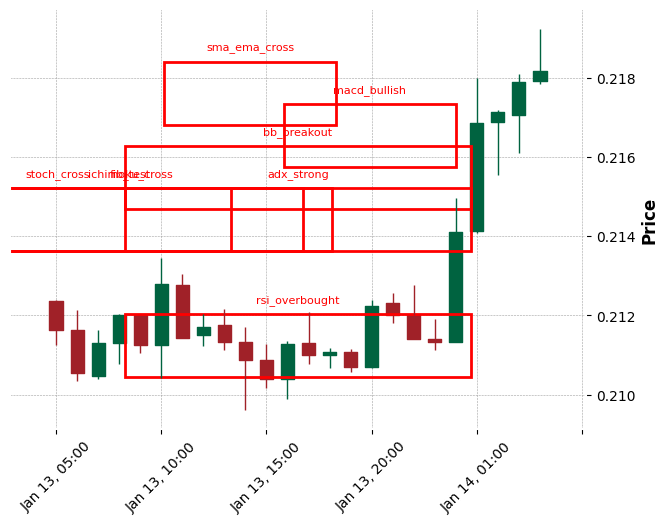 sma_ema_cross
macd_bullish
bb_breakout
stoch_cross
adx_strong
rsi_overbought
0.218
0.216
0.214
0.212
0.210
Price
Jan 13, 05:00
Jan 13, 10:00
Jan 13, 15:00
Jan 13, 20:00
Jan 14, 01:00